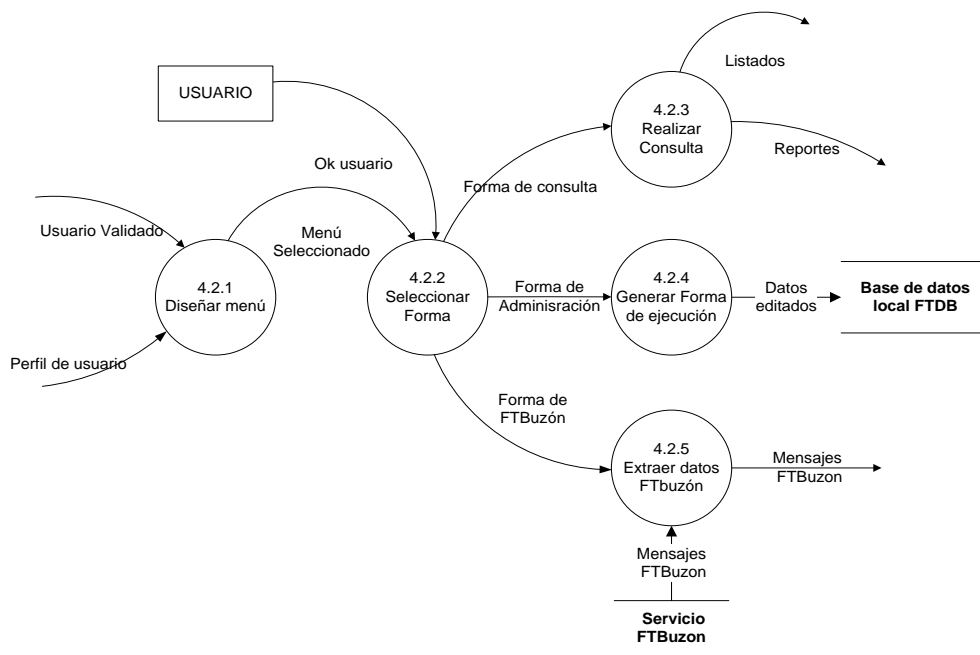 Listados
USUARIO
4.2.3
Realizar
Consulta
Reportes
Ok usuario
Forma de consulta
Usuario Validado
Menú
Seleccionado
4.2.1
Diseñar menú
4.2.2
Seleccionar
Forma
Forma de
Adminisración
4.2.4
Generar Forma
de ejecución
Datos
editados
Base de datos
local FTDB
Perfil de usuario
Forma de
FTBuzón
4.2.5
Extraer datos
FTbuzón
Mensajes
FTBuzon
Mensajes
FTBuzon
Servicio
FTBuzon